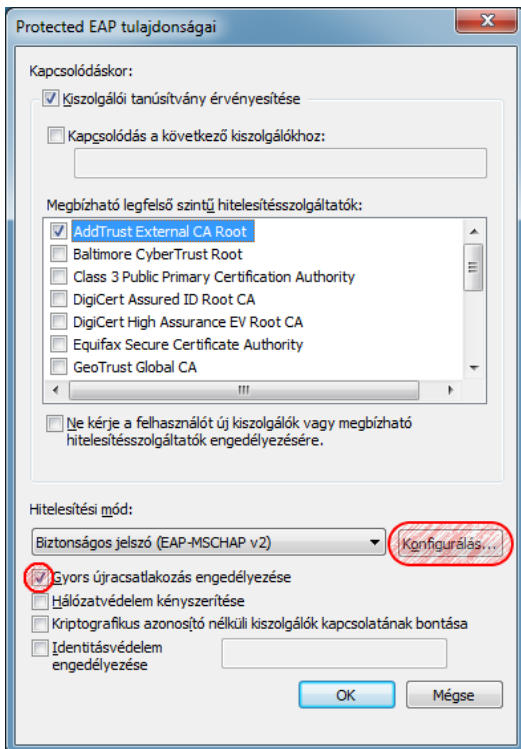 Protected EAP tulajdonságai
Kapcsolódáskor:
Kiszolgálói tanúsítvány érvényesítése
Kapcsolódás a következő kiszolgálókhoz:
Megbízható legfelső szintű hitelesítésszolgáltatók:
AddTrust External CA Root
Baltimore CyberTrust Root
Class 3 Public Primary Certification Authority
DigiCert Assured ID Root CA
DigiCert High Assurance EV Root CA
Equifax Secure Certificate Authority
GeoTrust Global CA
Ne kérje a felhasználót új kiszolgálók vagy megbízható
hitelesítésszolgáltatók engedélyezésére.
Hitelesítési mód:
Biztonságos jelszó (EAP-MSCHAP v2)
Konfigurálás...
Gyors újracsatlakozás engedélyezése
Hálózatvédelem kényszerítése
Kriptografikus azonosító nélküli kiszolgálók kapcsolatának bontása
Identitásvédelem
engedélyezése
OK
Mégse